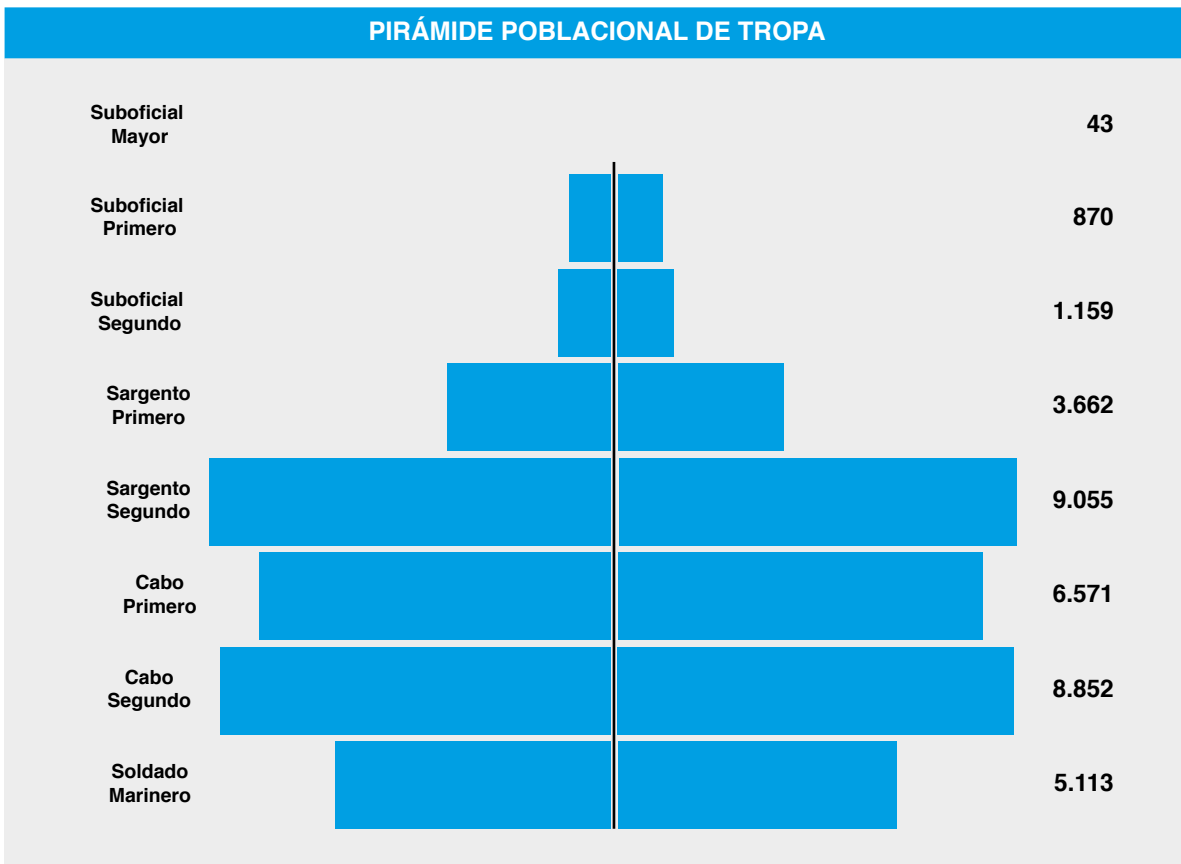 PIRÁMIDE POBLACIONAL DE TROPA
Suboficial
Mayor
43
Suboficial
Primero
870
Suboficial
Segundo
1.159
Sargento
Primero
3.662
Sargento
Segundo
9.055
Cabo
Primero
6.571
Cabo
Segundo
8.852
Soldado
Marinero
5.113